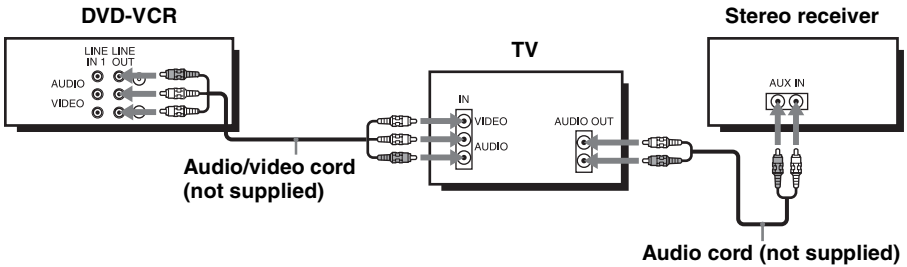 DVD-VCR
TV
Stereo receiver
LINE LINE
IN 1 OUT
AUDIO
VIDEO
IN
VIDEO
AUDIO
AUDIO OUT
AUX IN
Audio/video cord
(not supplied)
Audio cord (not supplied)